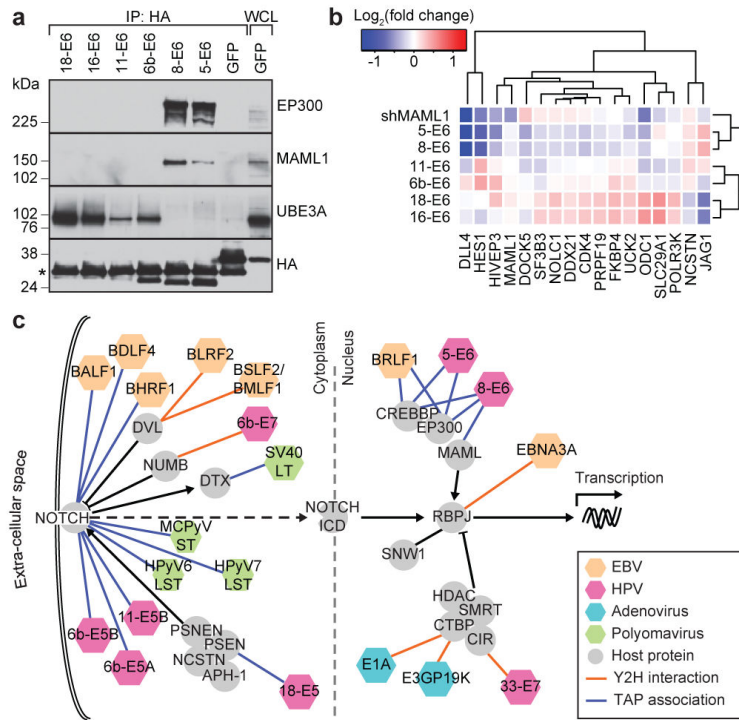 a
IP: HA
WCL
18-E6
16-E6
11-E6
6b-E6
8-E6
5-E6
GFP
GFP
kDa
225
EP300
150
102
MAML1
102
76
UBE3A
38
*
24
HA
b
Log2(fold change)
-1 0 1
shMAML1
5-E6
8-E6
11-E6
6b-E6
18-E6
16-E6
DLL4
HES1
HIVEP3
MAML1
DOCK5
SF3B3
NOLC1
DDX21
CDK4
PRPF19
FKBP4
UCK2
ODC1
SLC29A1
POLR3K
NCSTN
JAG1
c
Extra-cellular space
Cytoplasm
Nucleus
BALF1
BDLF4
BHRF1
BLRF2
BSLF2/
BMLF1
6b-E7
DVL
NUMB
DTX
SV40
LT
NOTCH
MCPyV
ST
HPyV6
LST
HPyV7
LST
6b-E5B
11-E5B
6b-E5A
PSNEN
PSEN
NCSTN
APH-1
18-E5
NOTCH
ICD
BRLF1
5-E6
8-E6
CREBBP
EP300
MAML
EBNA3A
RBPJ
Transcription
SNW1
HDAC
SMRT
CTBP
CIR
E1A
E3GP19K
33-E7
EBV
HPV
Adenovirus
Polyomavirus
Host protein
Y2H interaction
TAP association